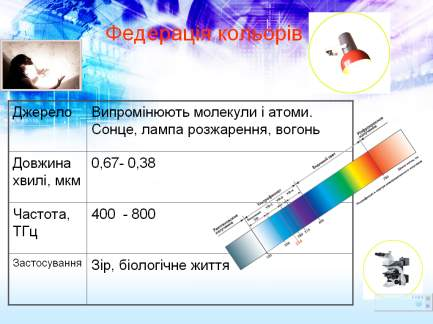 Федерація кольорів
Джерело
Випромінюють молекули і атоми.
Сонце, лампа розжарення, вогонь
Довжина
хвилі, мкм
0,67- 0,38
Частота,
ТГц
400 - 800
Застосування
Зір, біологічне життя